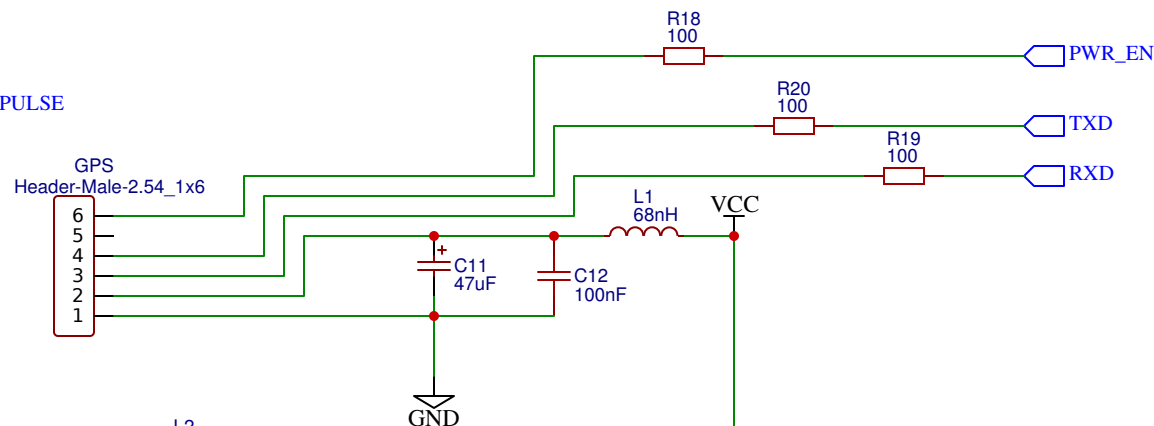 R18
100
PWR_EN
PULSE
R20
100
TXD
R19
100
RXD
GPS
Header-Male-2.54_1x6
6
5
4
3
2
1
L1
68nH
VCC
+
C11
47uF
C12
100nF
GND